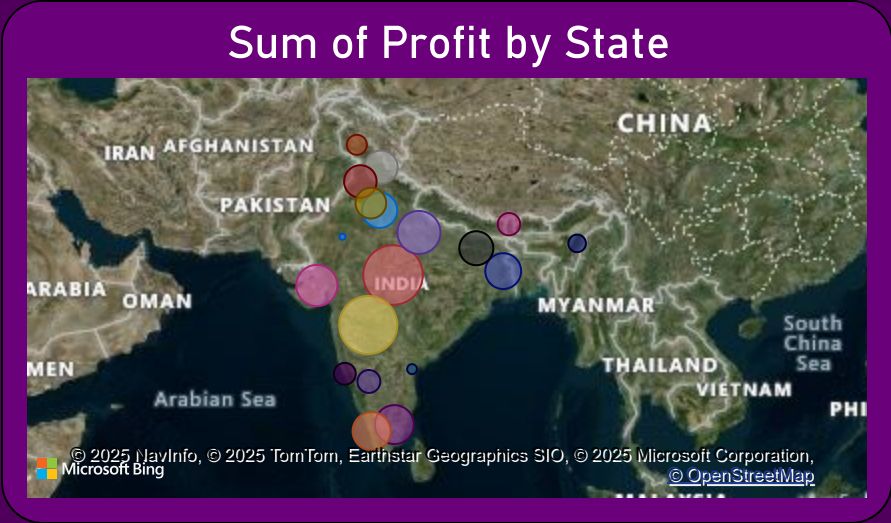 Sum of Profit by State
CHINA
IRAN
AFGHANISTAN
PAKISTAN
INDIA
ARABIA
OMAN
MYANMAR
South
China
Sea
MEN
THAILAND
VIETNAM
Arabian Sea
PHI
© 2025 NavInfo, © 2025 TomTom, Earthstar Geographics SIO, © 2025 Microsoft Corporation,
Microsoft Bing
© OpenStreetMap
MALAYSIA